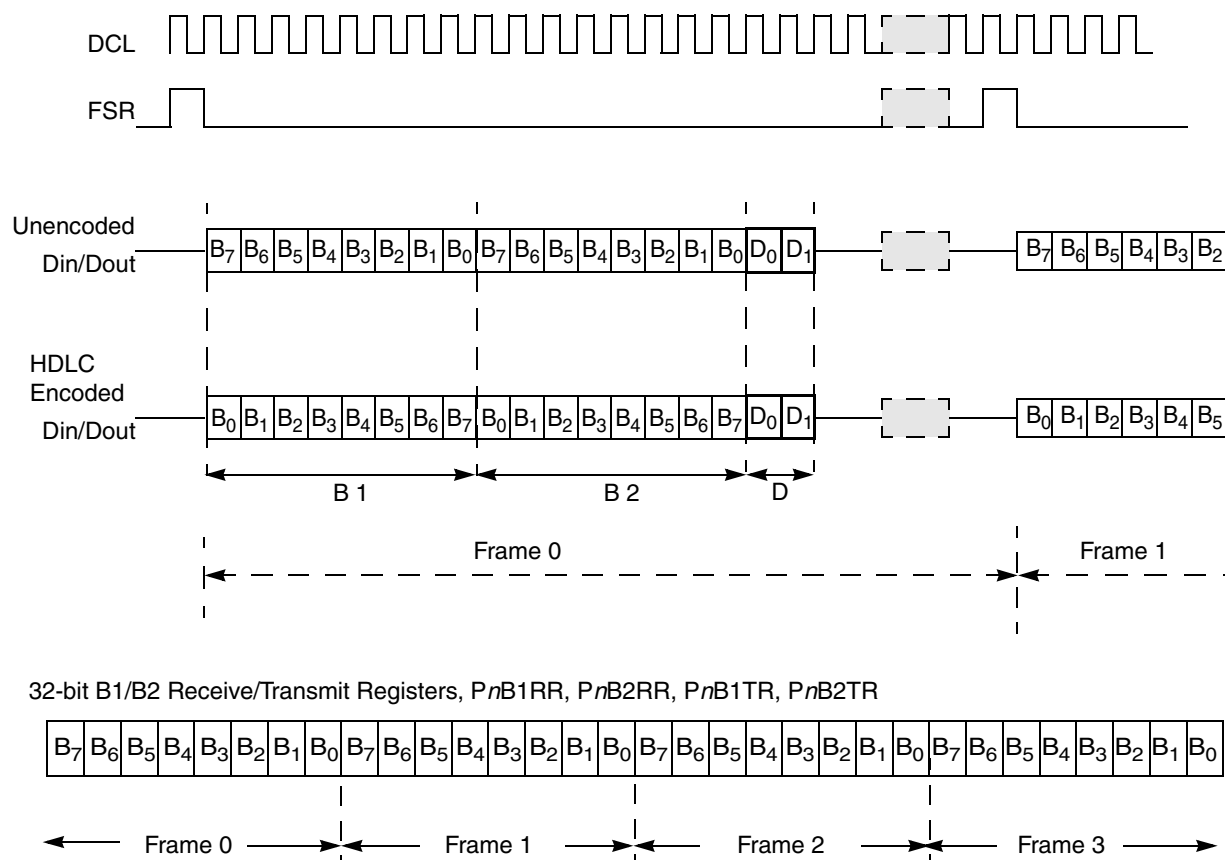 DCL
FSR
Unencoded
Din/Dout
B7 B6 B5 B4 B3 B2 B1 B0 B7 B6 B5 B4 B3 B2 B1 B0 D0 D1 B7 B6 B5 B4 B3 B2
HDLC
Encoded
Din/Dout
B0 B1 B2 B3 B4 B5 B6 B7 B0 B1 B2 B3 B4 B5 B6 B7 D0 D1 B0 B1 B2 B3 B4 B5
B 1 B 2 D
Frame 0 Frame 1
32-bit B1/B2 Receive/Transmit Registers, PnB1RR, PnB2RR, PnB1TR, PnB2TR
B7 B6 B5 B4 B3 B2 B1 B0 B7 B6 B5 B4 B3 B2 B1 B0 B7 B6 B5 B4 B3 B2 B1 B0 B7 B6 B5 B4 B3 B2 B1 B0
Frame 0 Frame 1 Frame 2 Frame 3